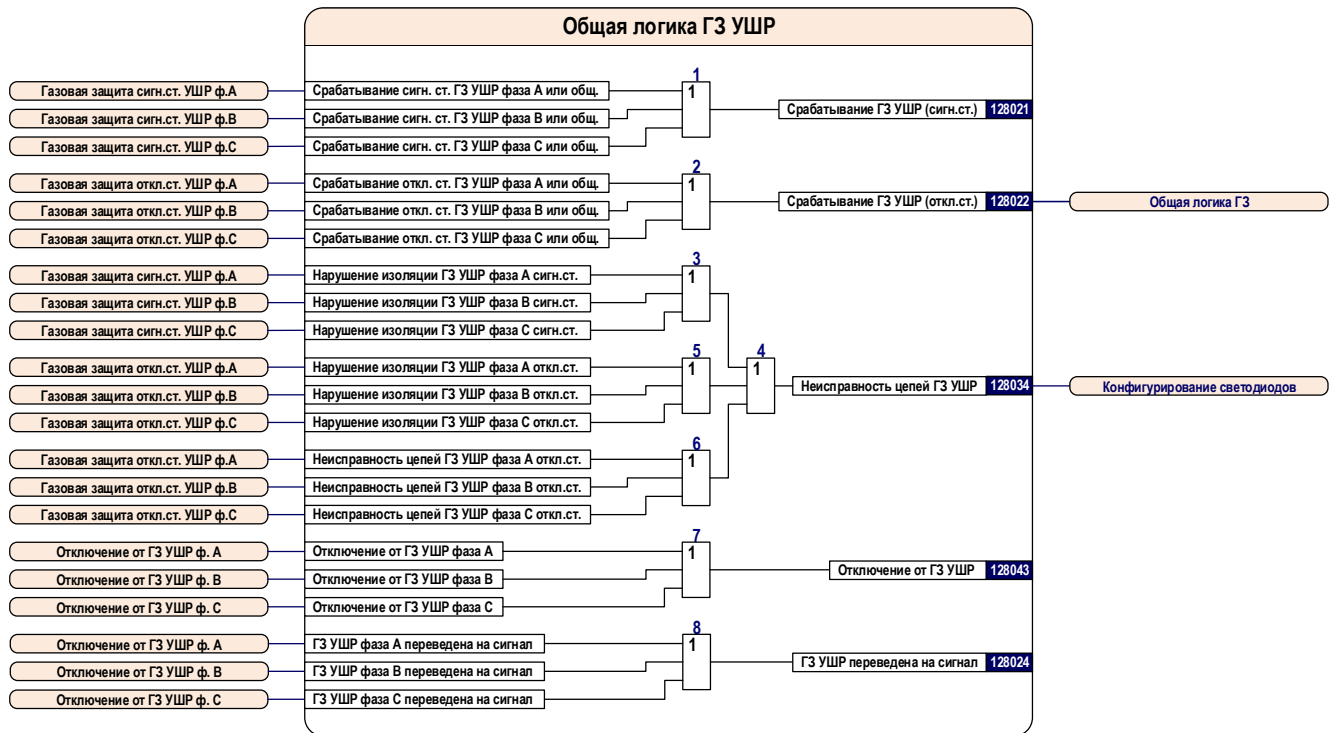 Общая логика ГЗ УШР
1
Газовая защита сигн.ст. УШР ф.А Срабатывание сигн. ст. ГЗ УШР фаза А или общ. 1
Срабатывание ГЗ УШР (сигн.ст.) 128021
Газовая защита сигн.ст. УШР ф.В Срабатывание сигн. ст. ГЗ УШР фаза В или общ.
Газовая защита сигн.ст. УШР ф.С Срабатывание сигн. ст. ГЗ УШР фаза С или общ.
2
Газовая защита откл.ст. УШР ф.А Срабатывание откл. ст. ГЗ УШР фаза А или общ. 1
Срабатывание ГЗ УШР (откл.ст.) 128022 Общая логика ГЗ
Газовая защита откл.ст. УШР ф.В Срабатывание откл. ст. ГЗ УШР фаза В или общ.
Газовая защита откл.ст. УШР ф.С Срабатывание откл. ст. ГЗ УШР фаза С или общ.
3
Газовая защита сигн.ст. УШР ф.А Нарушение изоляции ГЗ УШР фаза А сигн.ст. 1
Газовая защита сигн.ст. УШР ф.В Нарушение изоляции ГЗ УШР фаза В сигн.ст.
Газовая защита сигн.ст. УШР ф.С Нарушение изоляции ГЗ УШР фаза С сигн.ст.
5 4
Газовая защита откл.ст. УШР ф.А Нарушение изоляции ГЗ УШР фаза А откл.ст. 1 1
Неисправность цепей ГЗ УШР 128034 Конфигурирование светодиодов
Газовая защита откл.ст. УШР ф.В Нарушение изоляции ГЗ УШР фаза В откл.ст.
Газовая защита откл.ст. УШР ф.С Нарушение изоляции ГЗ УШР фаза С откл.ст.
6
Газовая защита откл.ст. УШР ф.А Неисправность цепей ГЗ УШР фаза А откл.ст. 1
Газовая защита откл.ст. УШР ф.В Неисправность цепей ГЗ УШР фаза В откл.ст.
Газовая защита откл.ст. УШР ф.С Неисправность цепей ГЗ УШР фаза С откл.ст.
7
Отключение от ГЗ УШР ф. А Отключение от ГЗ УШР фаза А 1
Отключение от ГЗ УШР 128043
Отключение от ГЗ УШР ф. В Отключение от ГЗ УШР фаза В
Отключение от ГЗ УШР ф. С Отключение от ГЗ УШР фаза С
8
Отключение от ГЗ УШР ф. А ГЗ УШР фаза А переведена на сигнал 1
ГЗ УШР переведена на сигнал 128024
Отключение от ГЗ УШР ф. В ГЗ УШР фаза В переведена на сигнал
Отключение от ГЗ УШР ф. С ГЗ УШР фаза С переведена на сигнал